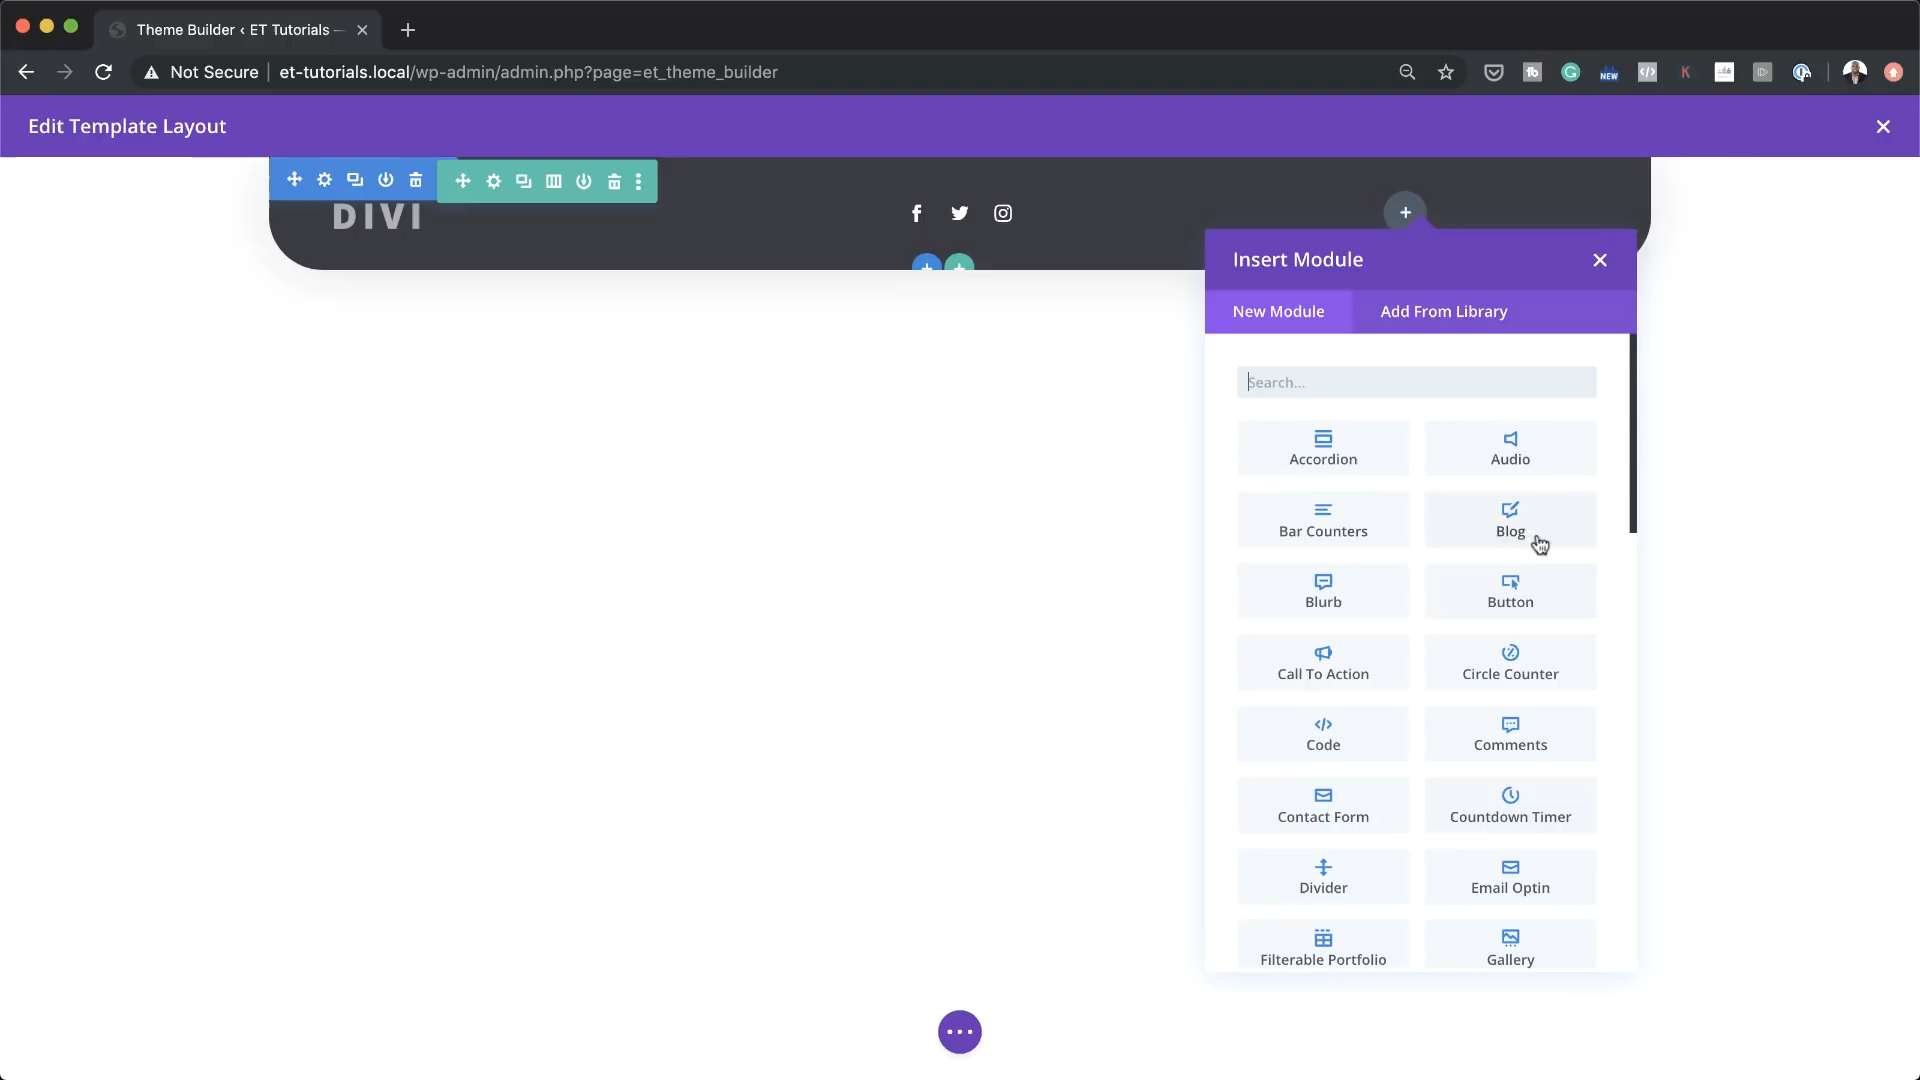 Theme Builder ‹ ET Tutorials —
Not Secure
et-tutorials.local/wp-admin/admin.php?page=et_theme_builder
NEW
Edit Template Layout
DIVI
Insert Module
New Module
Add From Library
Search...
Accordion
Audio
Bar Counters
Blog
Blurb
Button
Call To Action
Circle Counter
Code
Comments
Contact Form
Countdown Timer
Divider
Email Optin
Filterable Portfolio
Gallery